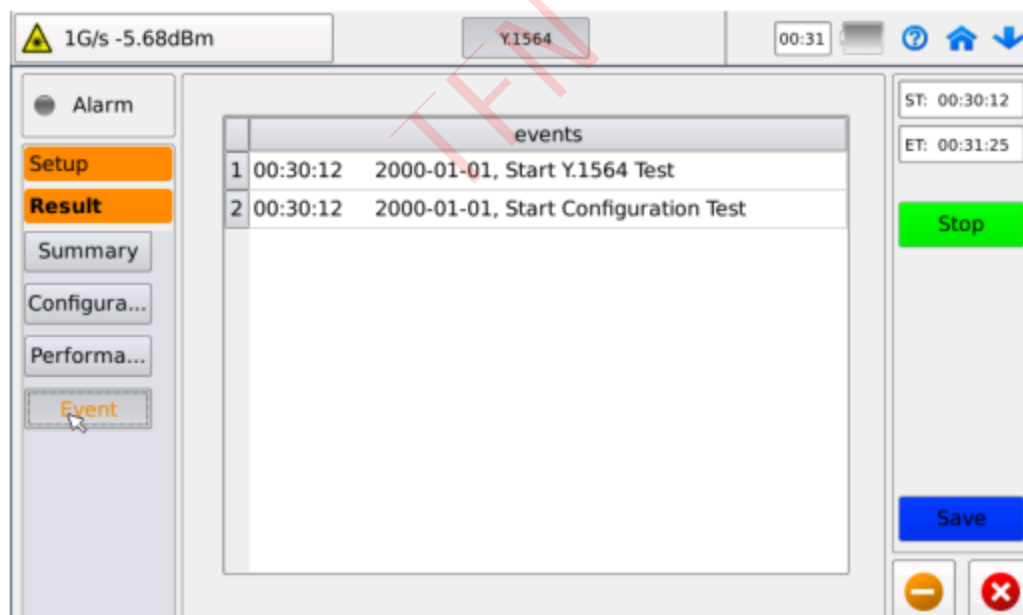 1G/s -5.68dBm
Y.1564
00:31
Alarm
ST: 00:30:12
ET: 00:31:25
Setup
Result
Summary
Configura...
Performa...
Event
events
1 00:30:12 2000-01-01, Start Y.1564 Test
2 00:30:12 2000-01-01, Start Configuration Test
Stop
Save
TFN